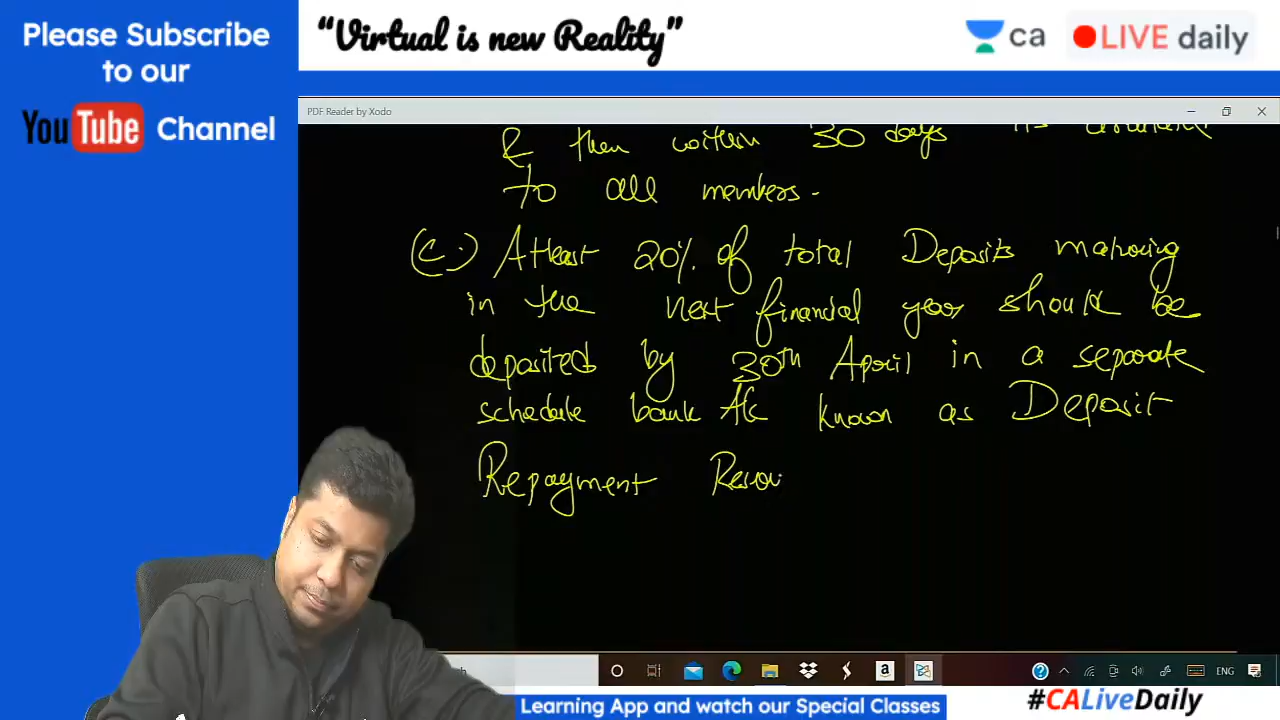 Please Subscribe
to our
YouTube Channel
“Virtual is new Reality”
ca
LIVE daily
PDF Reader by Xodo
& then within 30 days
to all members.
(C.) Atleast 20% of total Deposits maturing
in the next financial year should be
deposited by 30th April in a separate
schedule bank A/c known as Deposit
Repayment
ENG
Learning App and watch our Special Classes
#CALiveDaily